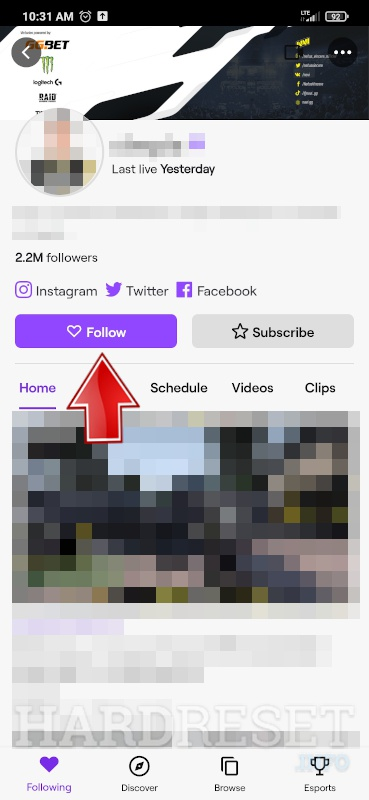 10:31 AM
LTE
92
GGBET
logitech G
RAID
Last live Yesterday
2.2M followers
Instagram Twitter Facebook
Follow
Subscribe
Home Schedule Videos Clips
HARDRESET
.INFO
Following Discover Browse Esports